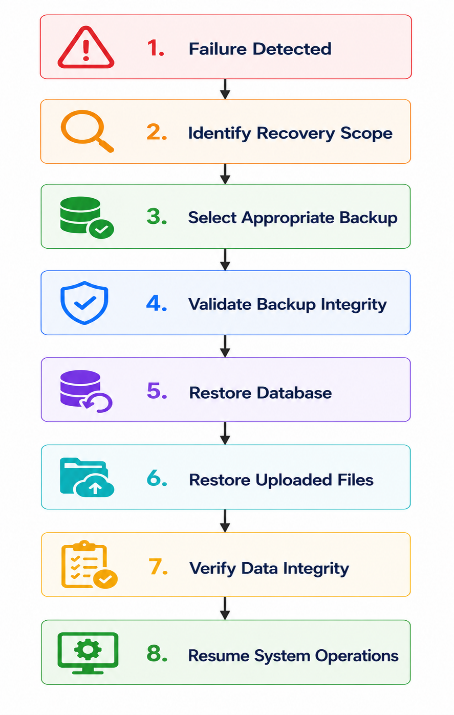 1. Failure Detected
2. Identify Recovery Scope
3. Select Appropriate Backup
4. Validate Backup Integrity
5. Restore Database
6. Restore Uploaded Files
7. Verify Data Integrity
8. Resume System Operations